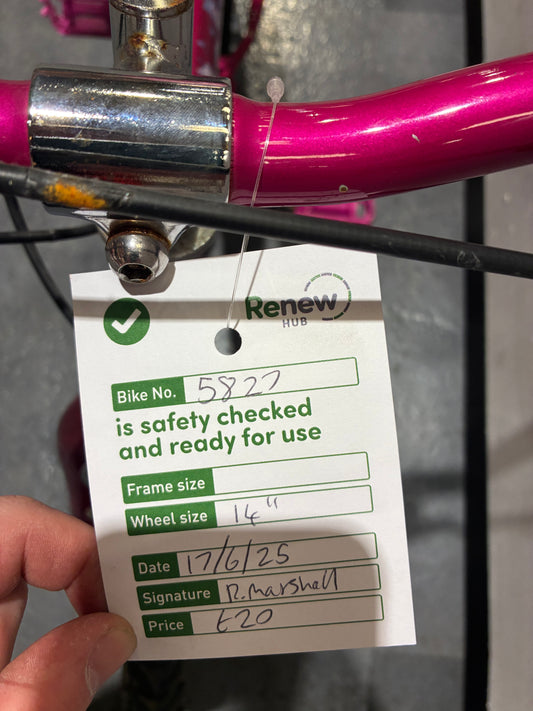 Renew
HUB
Bike No. 5827
is safety checked
and ready for use
Frame size
Wheel size 14"
Date 17/6/25
Signature R.Marshall
Price £20